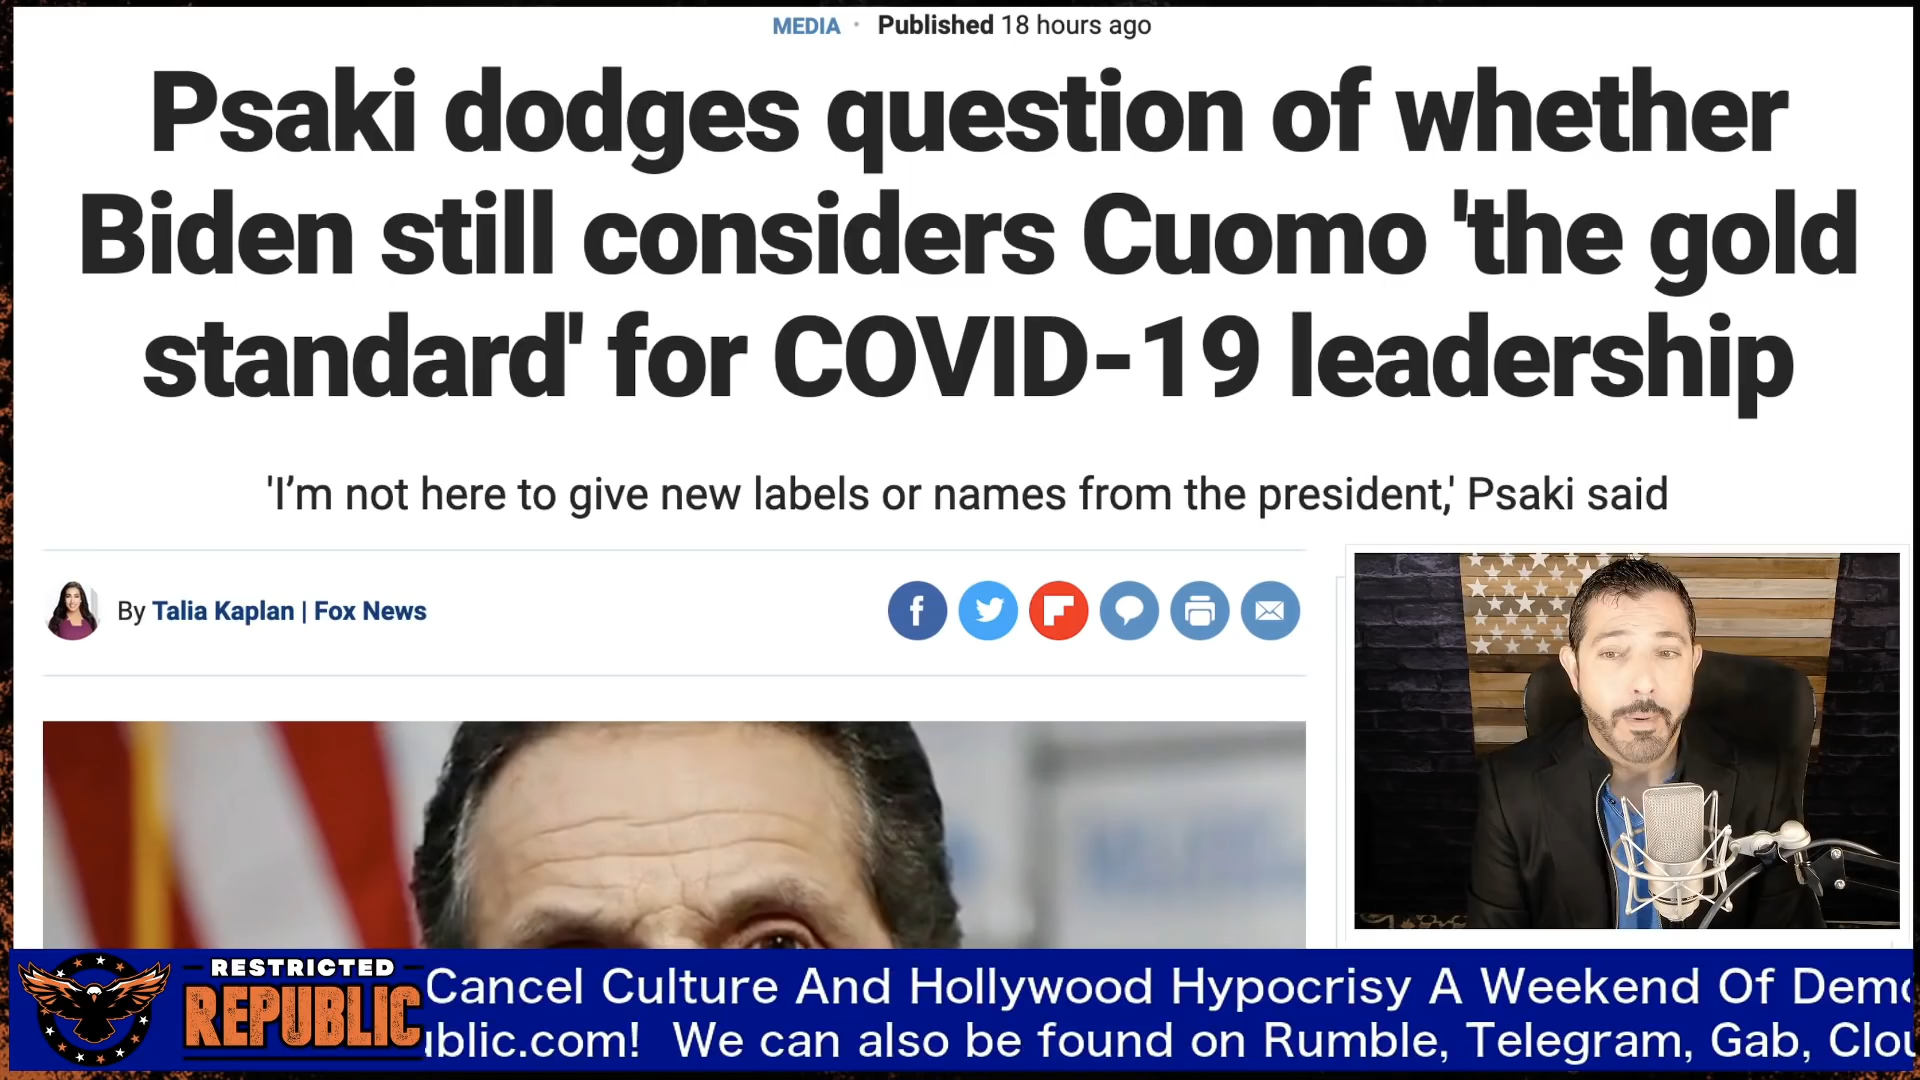 MEDIA · Published 18 hours ago
Psaki dodges question of whether
Biden still considers Cuomo 'the gold
standard' for COVID-19 leadership
'I’m not here to give new labels or names from the president,' Psaki said
By Talia Kaplan | Fox News
RESTRICTED
REPUBLIC
Cancel Culture And Hollywood Hypocrisy A Weekend Of Demo
ublic.com! We can also be found on Rumble, Telegram, Gab, Clou